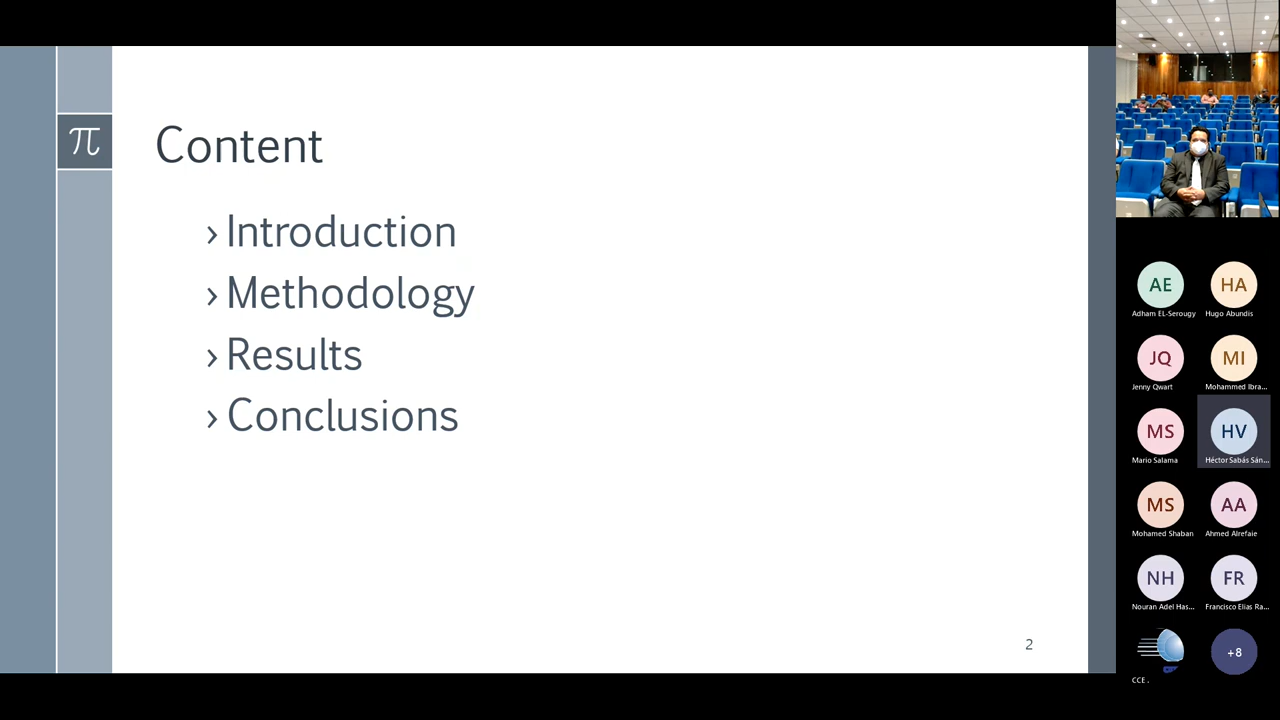 π
Content
› Introduction
› Methodology
› Results
› Conclusions
2
AE
Adham EL-Serougy
HA
Hugo Abundis
JQ
Jenny Qwart
MI
Mohammed Ibra...
MS
Mario Salama
HV
Héctor Sabás Sán...
MS
Mohamed Shaban
AA
Ahmed Alrefaie
NH
Nouran Adel Has...
FR
Francisco Elias Ra...
CCE .
+8